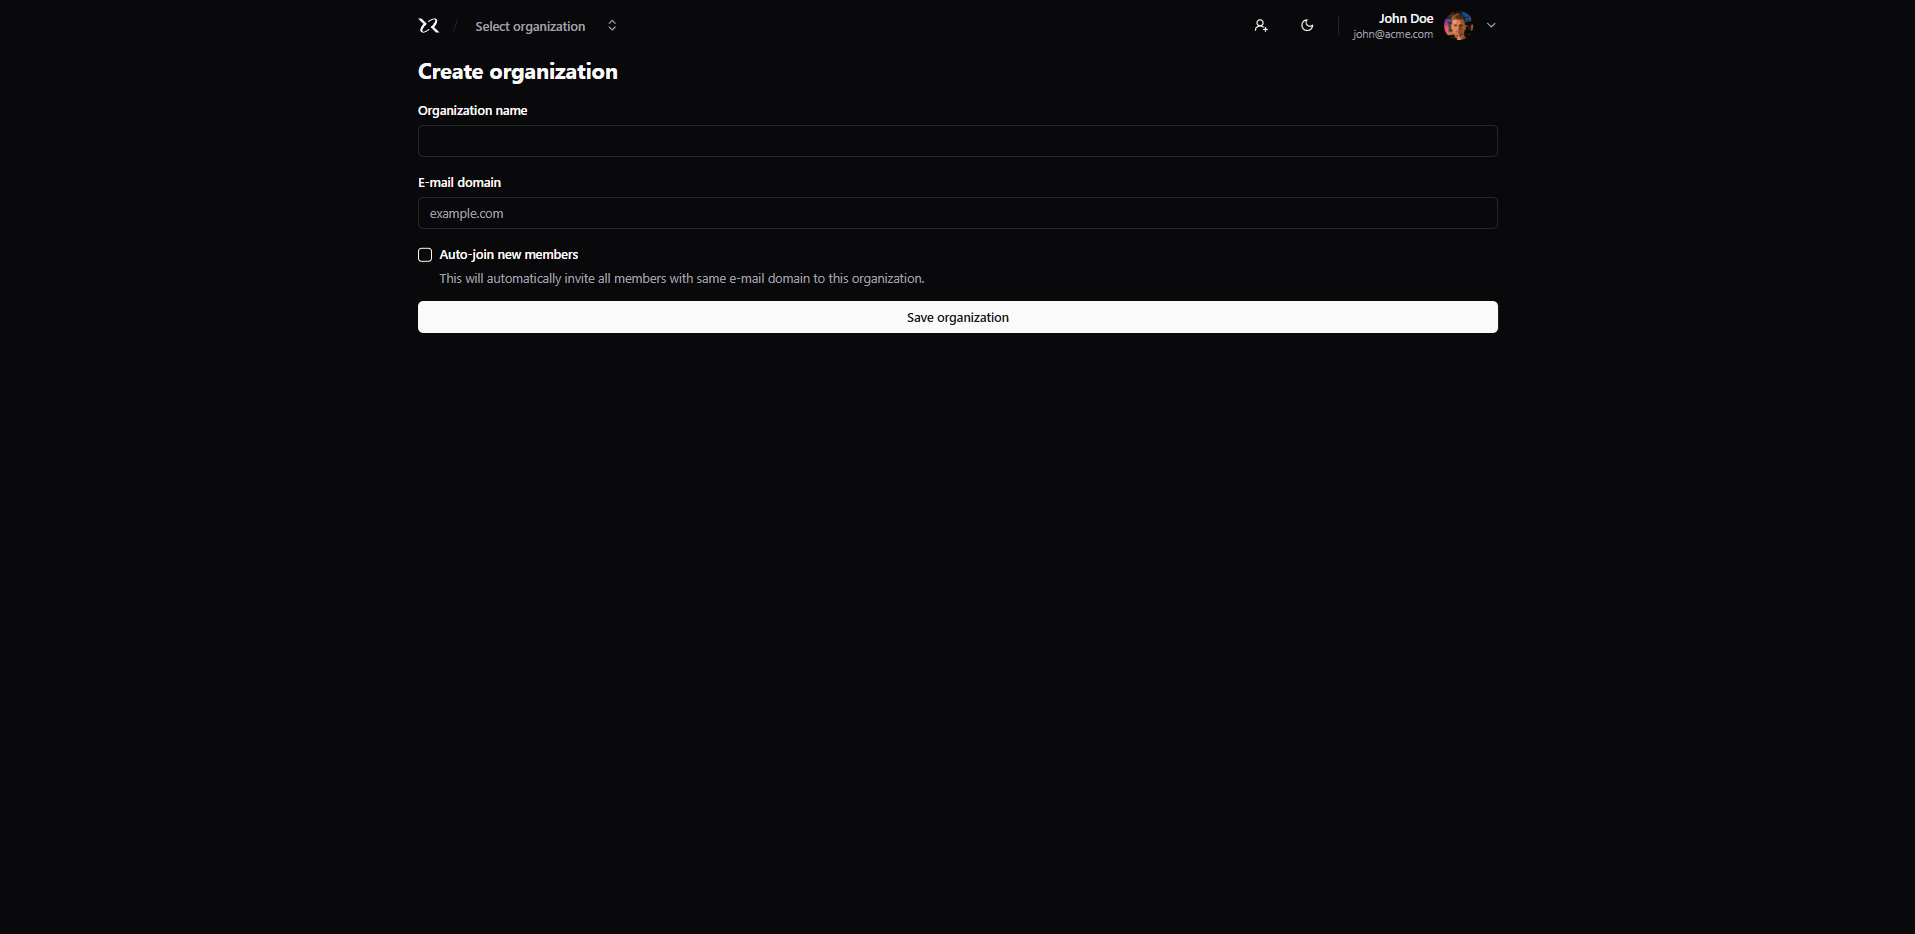 Select organization
John Doe
john@acme.com
Create organization
Organization name
E-mail domain
example.com
Auto-join new members
This will automatically invite all members with same e-mail domain to this organization.
Save organization